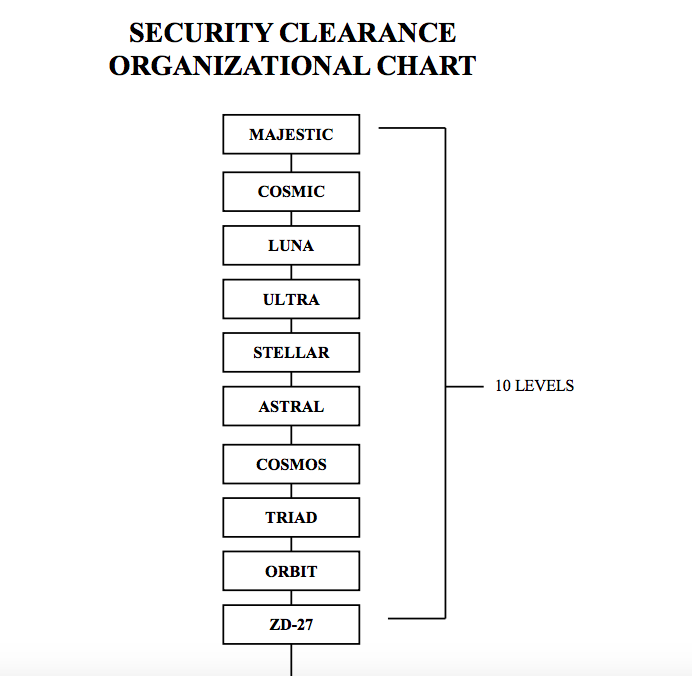 SECURITY CLEARANCE
ORGANIZATIONAL CHART
MAJESTIC
COSMIC
LUNA
ULTRA
STELLAR
10 LEVELS
ASTRAL
COSMOS
TRIAD
ORBIT
ZD-27